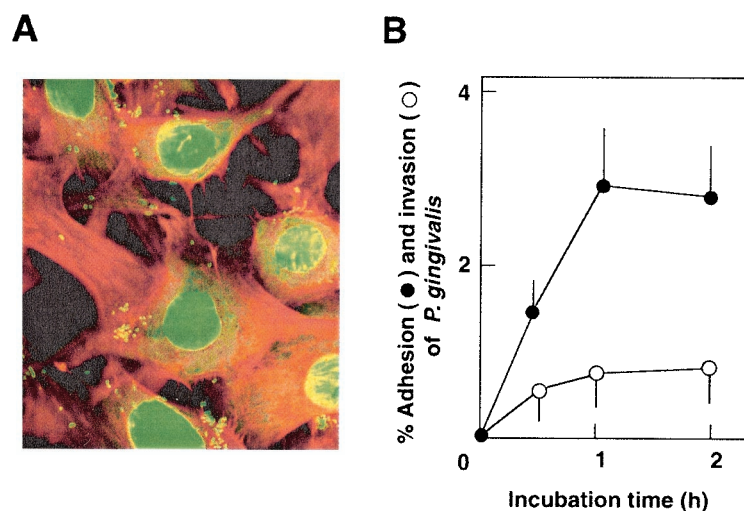 A
B
% Adhesion (●) and invasion (○)
of P. gingivalis
4
2
0
1
2
Incubation time (h)